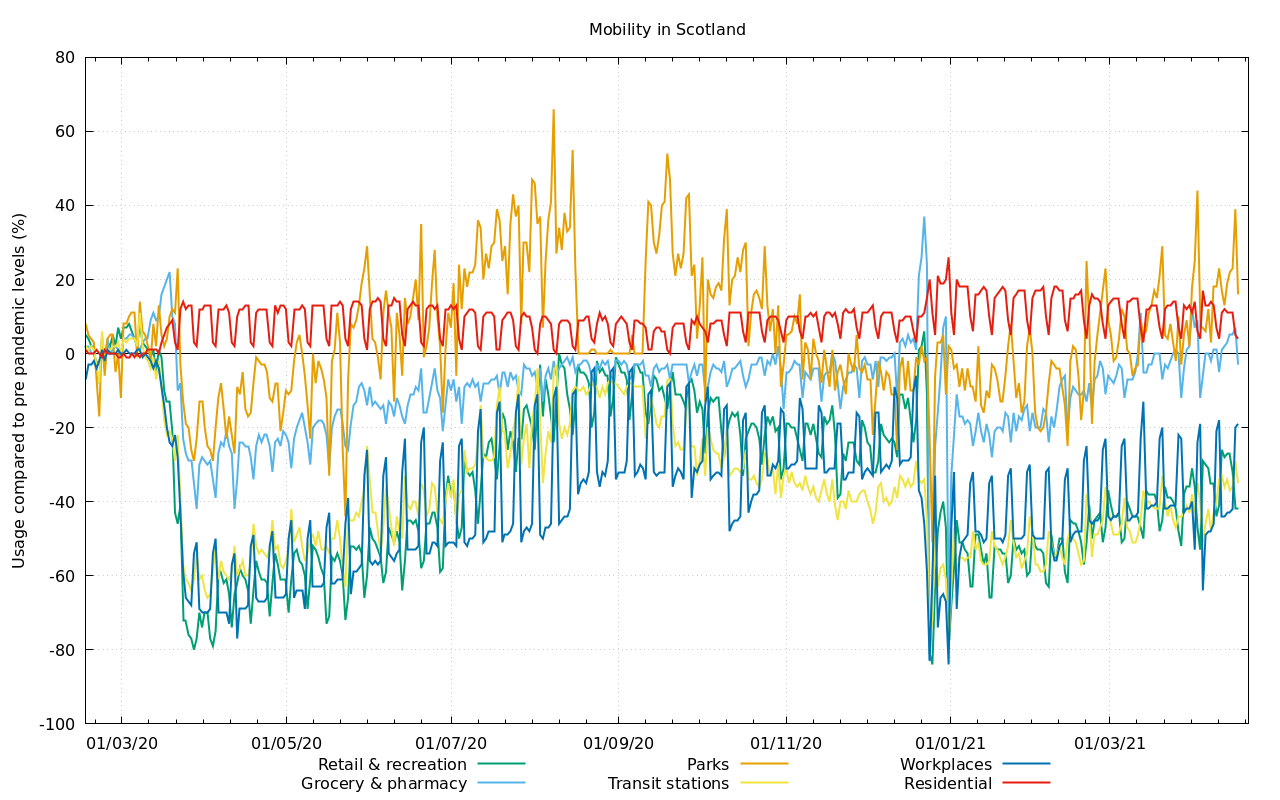 Mobility in Scotland
Usage compared to pre pandemic levels (%)
80
60
40
20
0
-20
-40
-60
-80
-100
01/03/20 01/05/20 01/07/20 01/09/20 01/11/20 01/01/21 01/03/21
Retail & recreation Parks Workplaces
Grocery & pharmacy Transit stations Residential